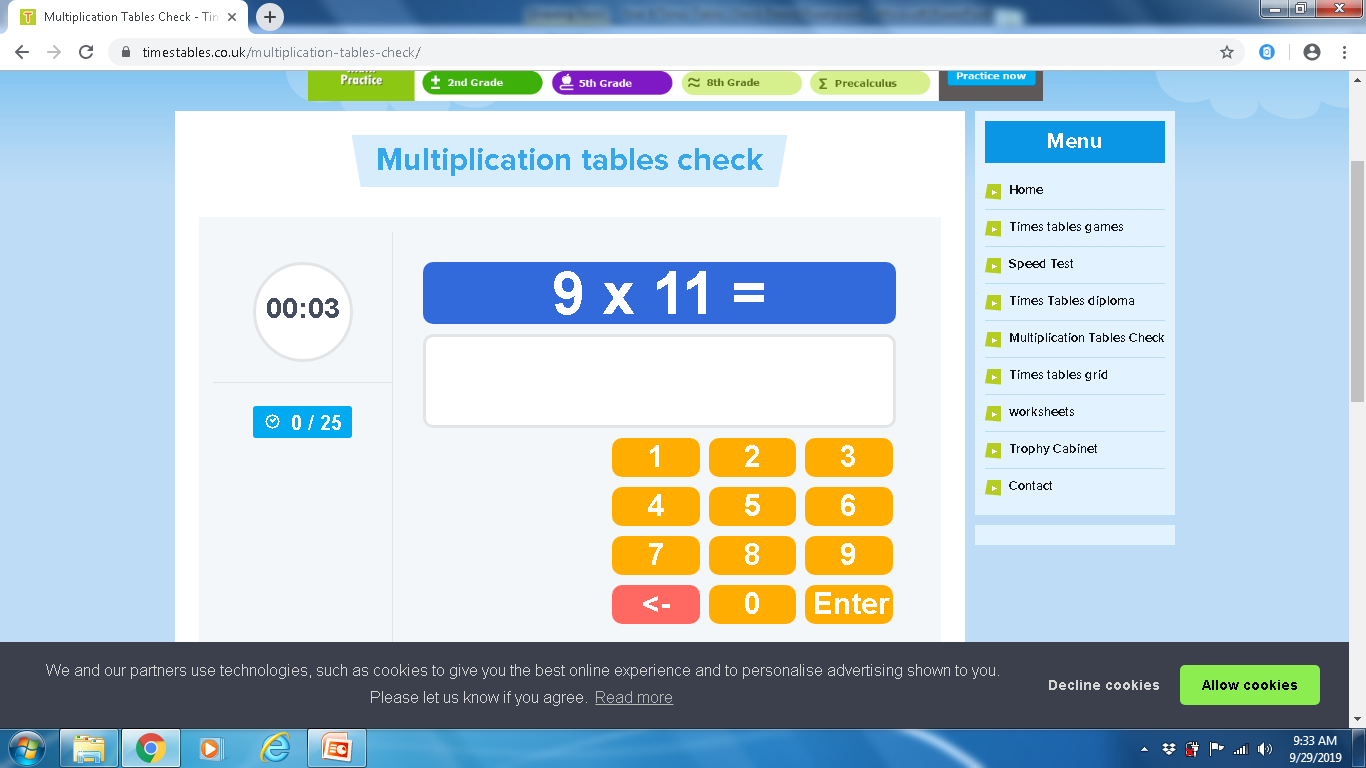 Multiplication Tables Check - Tin
timestables.co.uk/multiplication-tables-check/
Practice
2nd Grade
5th Grade
8th Grade
Σ Precalculus
Practice now
Multiplication tables check
00:03
0 / 25
9 x 11 =
1 2 3
4 5 6
7 8 9
<- 0 Enter
Menu
Home
Times tables games
Speed Test
Times Tables diploma
Multiplication Tables Check
Times tables grid
worksheets
Trophy Cabinet
Contact
We and our partners use technologies, such as cookies to give you the best online experience and to personalise advertising shown to you.
Please let us know if you agree. Read more
Decline cookies
Allow cookies
9:33 AM
9/29/2019